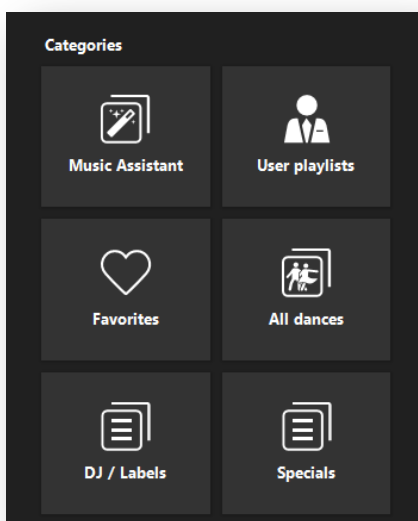 Categories
Music Assistant
User playlists
Favorites
All dances
DJ / Labels
Specials